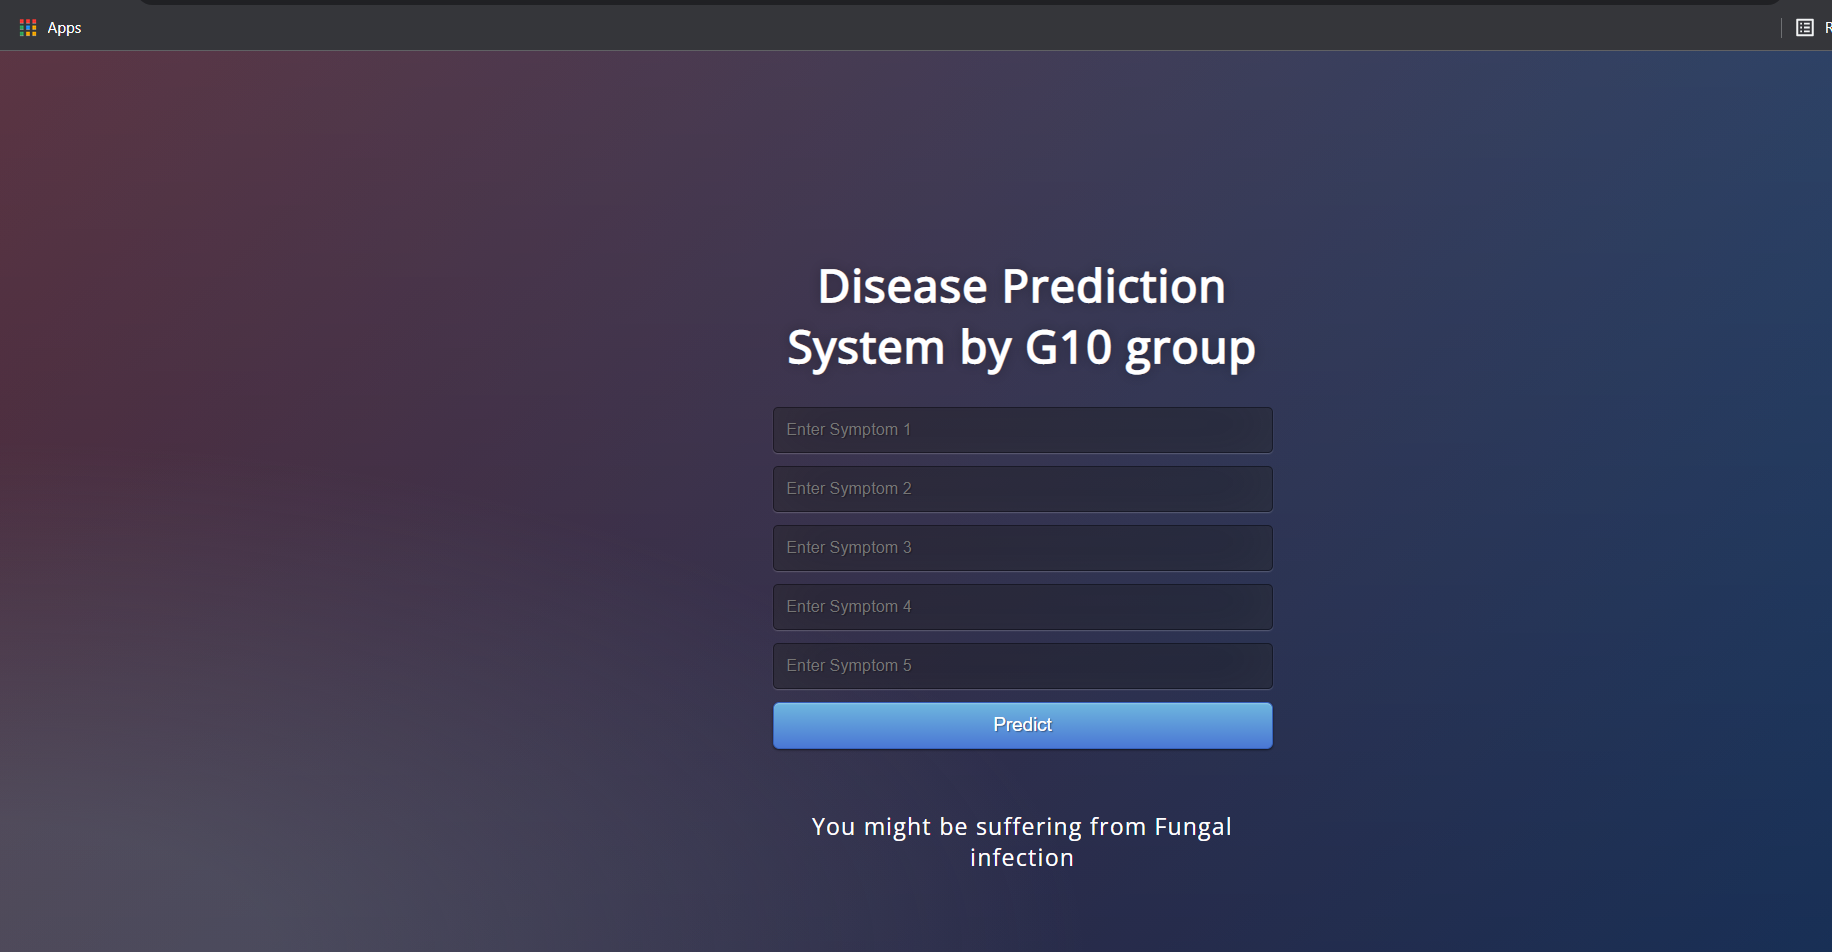 Apps
Disease Prediction
System by G10 group
Enter Symptom 1
Enter Symptom 2
Enter Symptom 3
Enter Symptom 4
Enter Symptom 5
Predict
You might be suffering from Fungal
infection